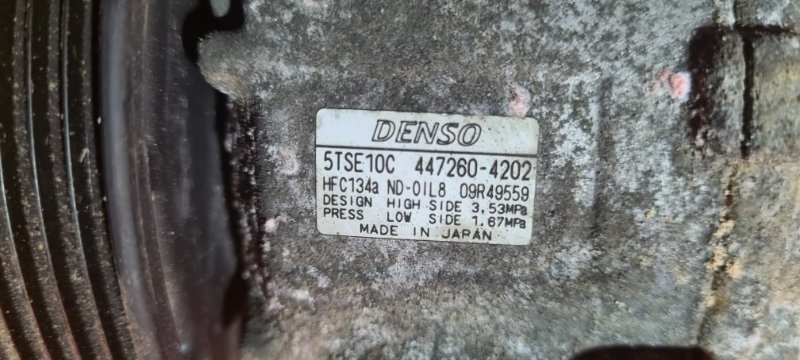 DENSO
5TSE10C 447260-4202
HFC134a ND-OIL8 09R49559
DESIGN HIGH SIDE 3,53MPa
PRESS LOW SIDE 1.67MPa
MADE IN JAPAN